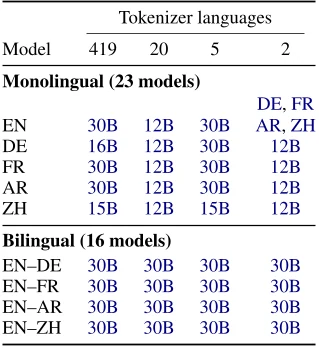 Tokenizer languages
Model 419 20 5 2
Monolingual (23 models)
DE, FR
EN 30B 12B 30B AR, ZH
DE 16B 12B 30B 12B
FR 30B 12B 30B 12B
AR 30B 12B 30B 12B
ZH 15B 12B 15B 12B
Bilingual (16 models)
EN–DE 30B 30B 30B 30B
EN–FR 30B 30B 30B 30B
EN–AR 30B 30B 30B 30B
EN–ZH 30B 30B 30B 30B